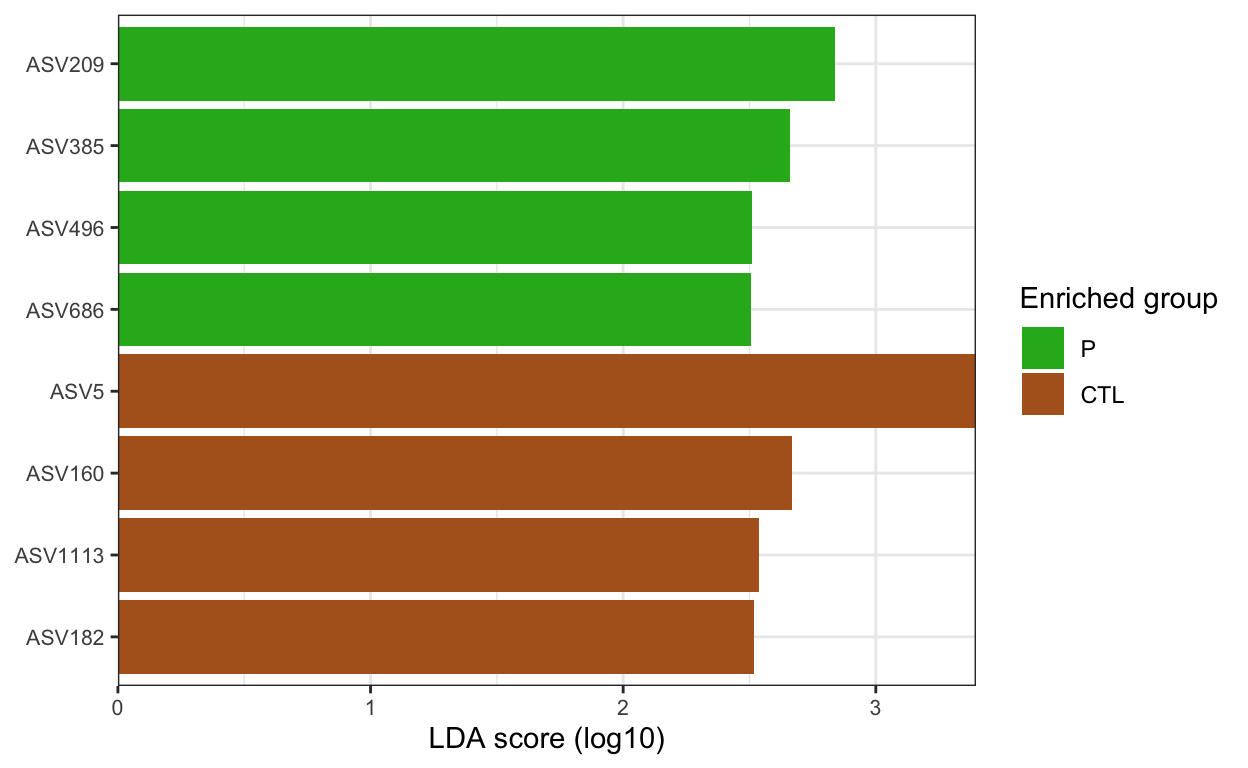 ASV209
ASV385
ASV496
ASV686
ASV5
ASV160
ASV1113
ASV182
0 1 2 3
LDA score (log10)
Enriched group
P
CTL